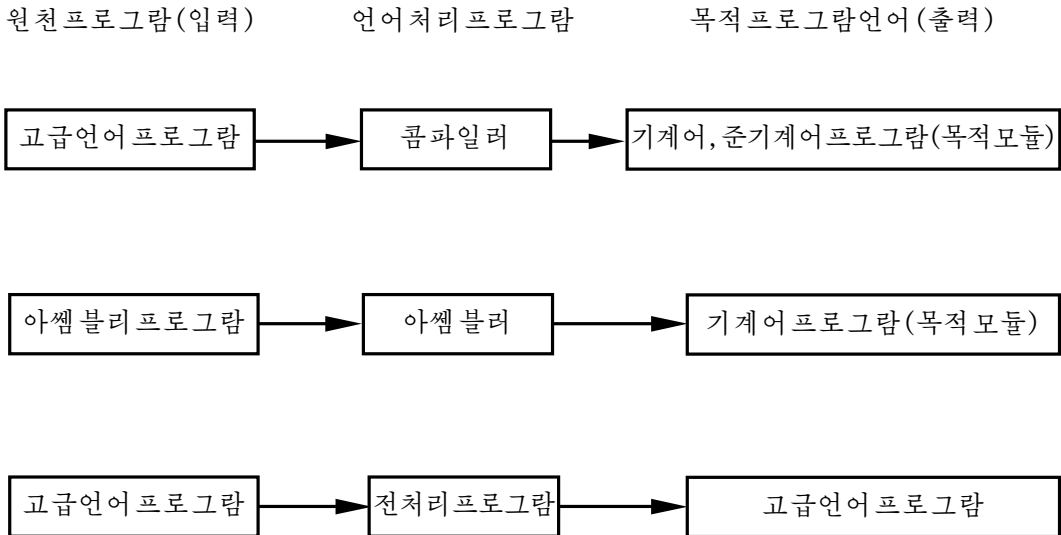 원천프로그람(입력) 언어처리프로그람 목적프로그람언어(출력)
고급언어프로그람 콤파일러 기계어,준기계어프로그람(목적모듈)
아쎔블리프로그람 아쎔블러 기계어프로그람(목적모듈)
고급언어프로그람 전처리프로그람 고급언어프로그람